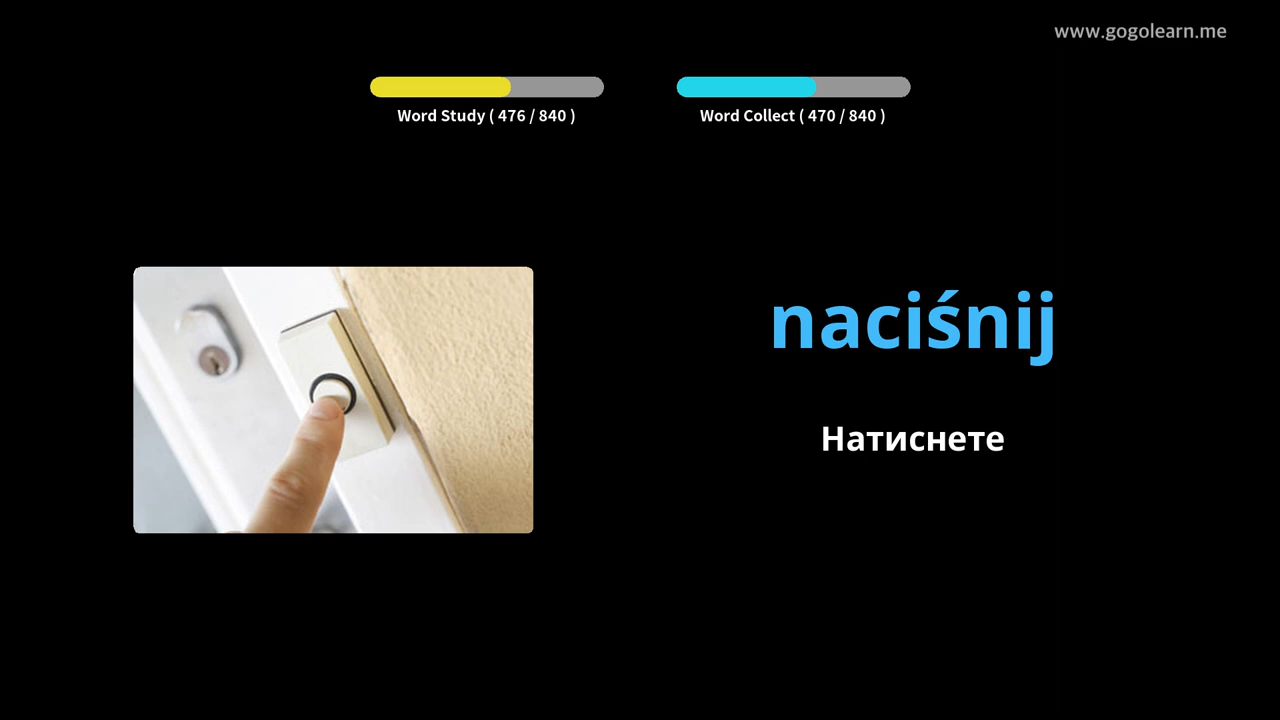 www.gogolearn.me
Word Study ( 476 / 840 )
Word Collect ( 470 / 840 )
naciśnij
Натиснете